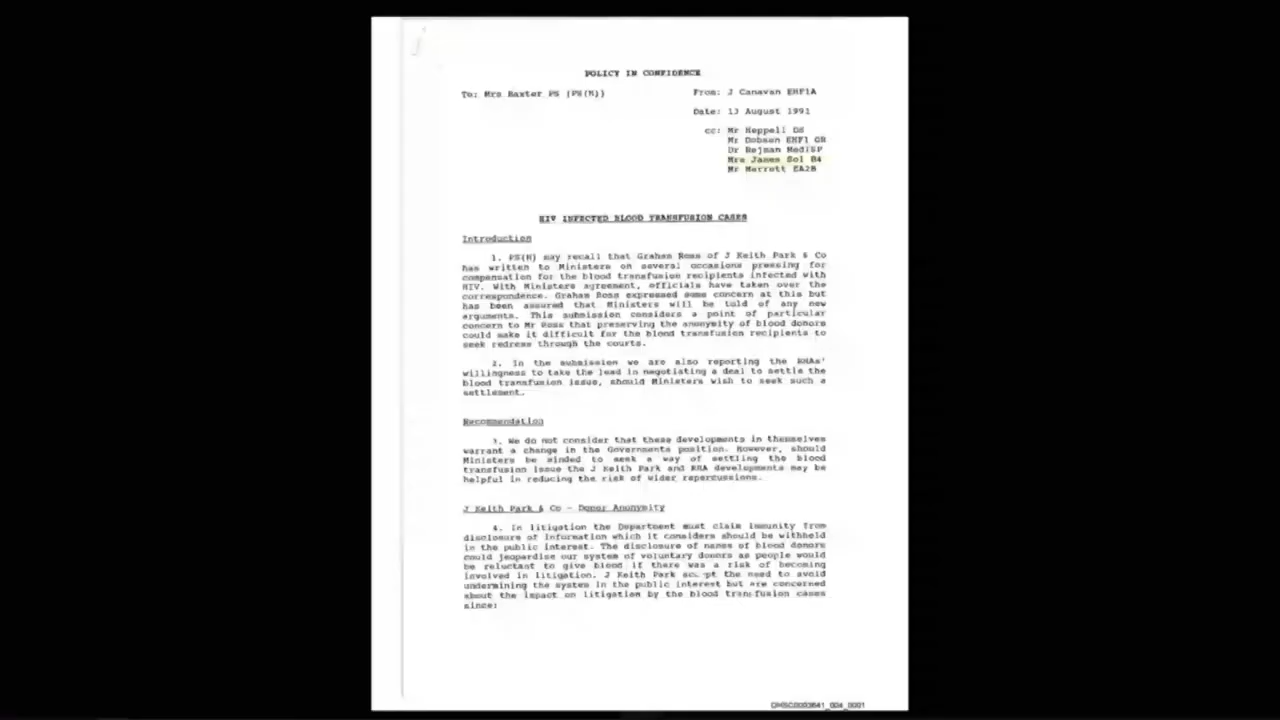 POLICY IN CONFIDENCE
To: Mrs Baxter PS (PS(H))
From: J Canavan EHF1A
Date: 13 August 1991
cc: Mr Heppell DS
Mr Dobson EHF1 GR
Dr Rejman MedISP
Mrs James Sol B4
Mr Marrett EA2B
HIV INFECTED BLOOD TRANSFUSION CASES
Introduction
1. PS(H) may recall that Graham Ross of J Keith Park & Co
has written to Ministers on several occasions pressing for
compensation for the blood transfusion recipients infected with
HIV. With Ministers agreement, officials have taken over the
correspondence. Graham Ross expressed some concern at this but
has been assured that Ministers will be told of any new
arguments. This submission considers a point of particular
concern to Mr Ross that preserving the anonymity of blood donors
could make it difficult for the blood transfusion recipients to
seek redress through the courts.
2. In the submission we are also reporting the RHAs'
willingness to take the lead in negotiating a deal to settle the
blood transfusion issue, should Ministers wish to seek such a
settlement.
Recommendation
3. We do not consider that these developments in themselves
warrant a change in the Governments position. However, should
Ministers be minded to seek a way of settling the blood
transfusion issue the J Keith Park and RHA developments may be
helpful in reducing the risk of wider repercussions.
J Keith Park & Co - Donor Anonymity
4. In litigation the Department must claim immunity from
disclosure of information which it considers should be withheld
in the public interest. The disclosure of names of blood donors
could jeopardise our system of voluntary donors as people would
be reluctant to give blood if there was a risk of becoming
involved in litigation. J Keith Park accept the need to avoid
undermining the system in the public interest but are concerned
about the impact on litigation by the blood transfusion cases
since:
DHSC0003641_004_0001